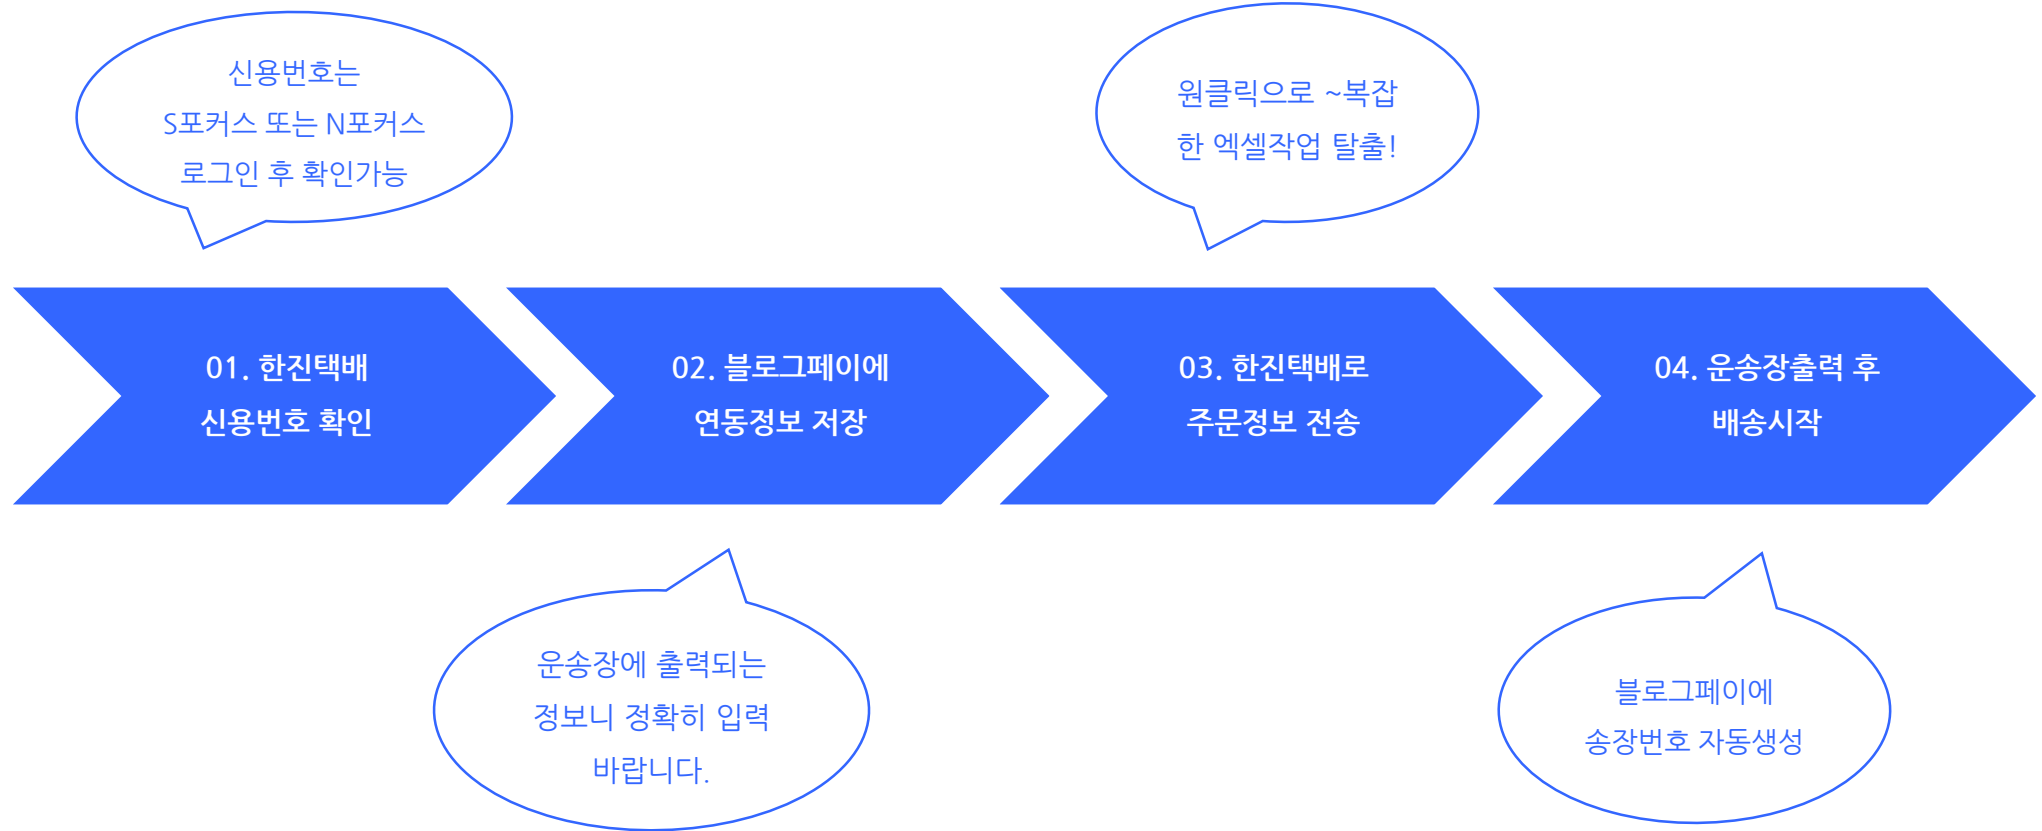 신용번호는
S포커스 또는 N포커스
로그인 후 확인가능
원클릭으로 ~복잡
한 엑셀작업 탈출!
01. 한진택배
신용번호 확인
02. 블로그페이에
연동정보 저장
03. 한진택배로
주문정보 전송
04. 운송장출력 후
배송시작
운송장에 출력되는
정보니 정확히 입력
바랍니다.
블로그페이에
송장번호 자동생성